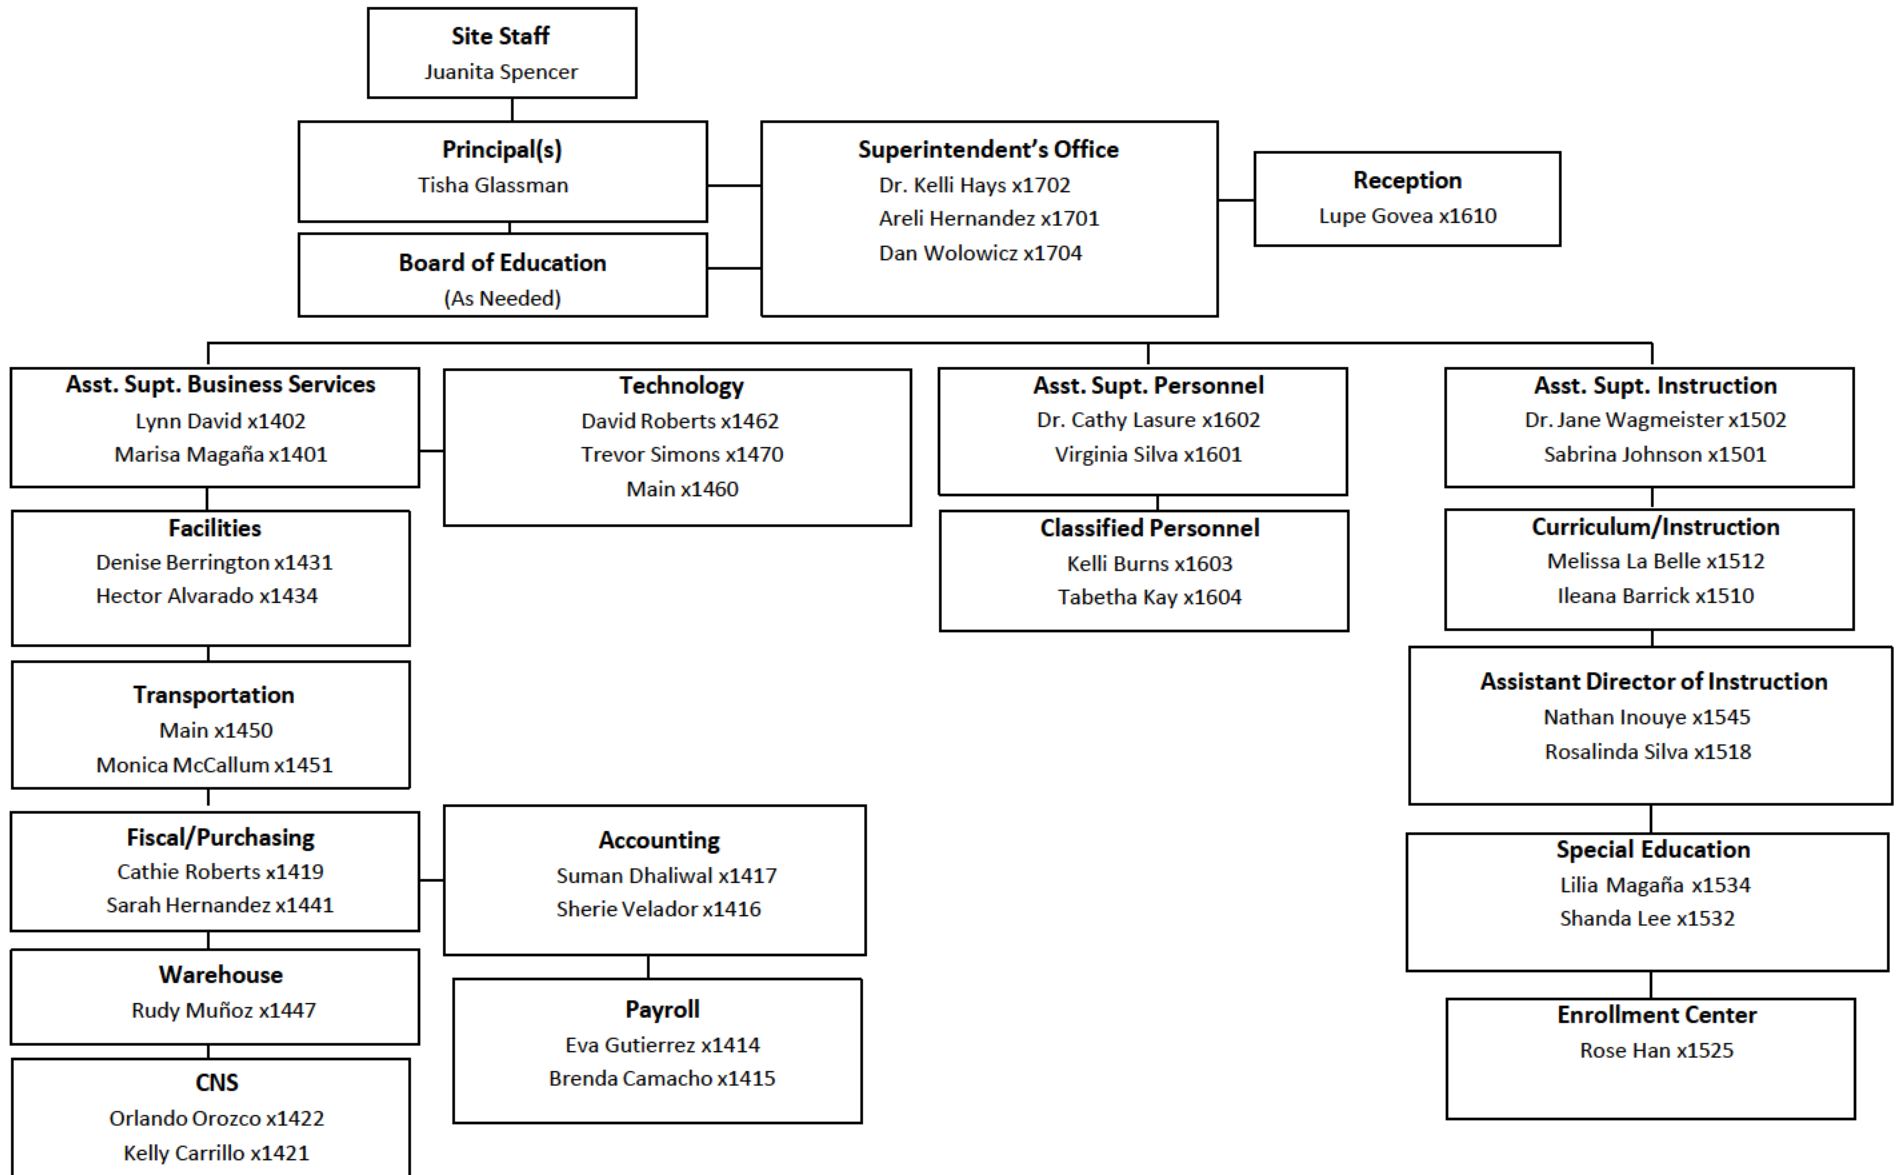 Site Staff
Juanita Spencer
Principal(s)
Tisha Glassman
Board of Education
(As Needed)
Superintendent’s Office
Dr. Kelli Hays x1702
Areli Hernandez x1701
Dan Wolowicz x1704
Reception
Lupe Govea x1610
Asst. Supt. Business Services
Lynn David x1402
Marisa Magaña x1401
Technology
David Roberts x1462
Trevor Simons x1470
Main x1460
Asst. Supt. Personnel
Dr. Cathy Lasure x1602
Virginia Silva x1601
Asst. Supt. Instruction
Dr. Jane Wagmeister x1502
Sabrina Johnson x1501
Facilities
Denise Berrington x1431
Hector Alvarado x1434
Classified Personnel
Kelli Burns x1603
Tabetha Kay x1604
Curriculum/Instruction
Melissa La Belle x1512
Ileana Barrick x1510
Transportation
Main x1450
Monica McCallum x1451
Assistant Director of Instruction
Nathan Inouye x1545
Rosalinda Silva x1518
Fiscal/Purchasing
Cathie Roberts x1419
Sarah Hernandez x1441
Accounting
Suman Dhaliwal x1417
Sherie Velador x1416
Special Education
Lilia Magaña x1534
Shanda Lee x1532
Warehouse
Rudy Muñoz x1447
Payroll
Eva Gutierrez x1414
Brenda Camacho x1415
Enrollment Center
Rose Han x1525
CNS
Orlando Orozco x1422
Kelly Carrillo x1421